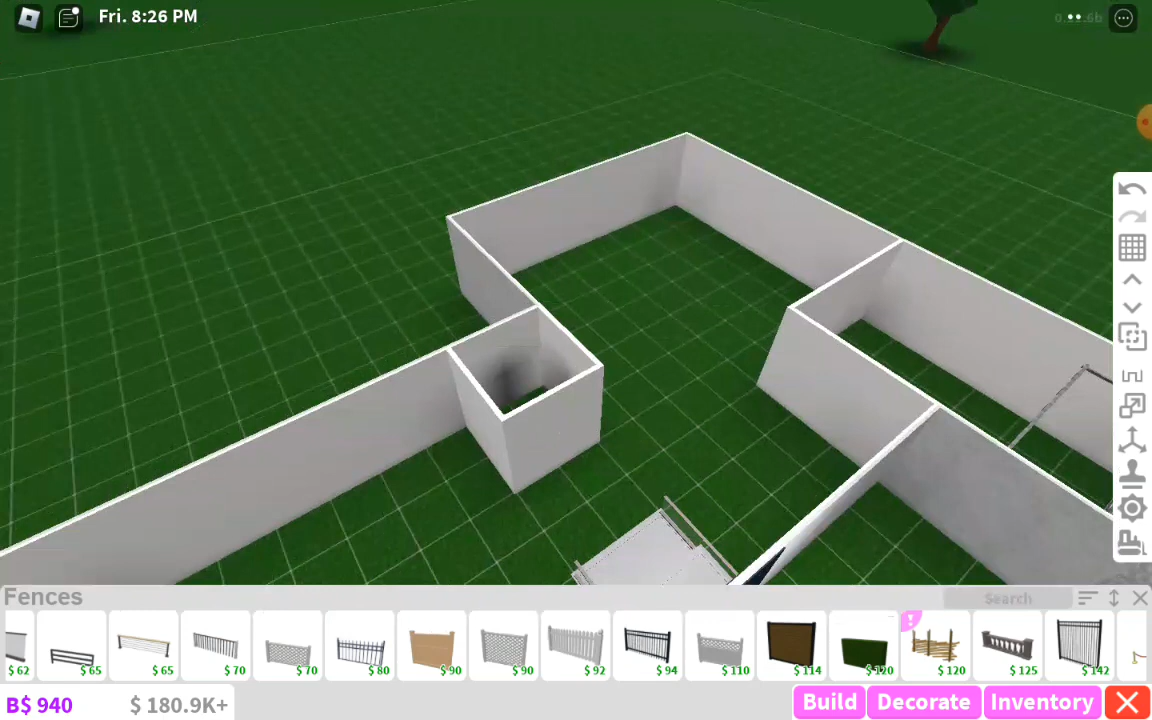 Fri. 8:26 PM
Fences
Search
$ 62
$ 65
$ 65
$ 70
$ 70
$ 80
$ 90
$ 90
$ 92
$ 94
$ 110
$ 114
$ 120
$ 120
$ 125
$ 142
B$ 940
$ 180.9K+
Build
Decorate
Inventory